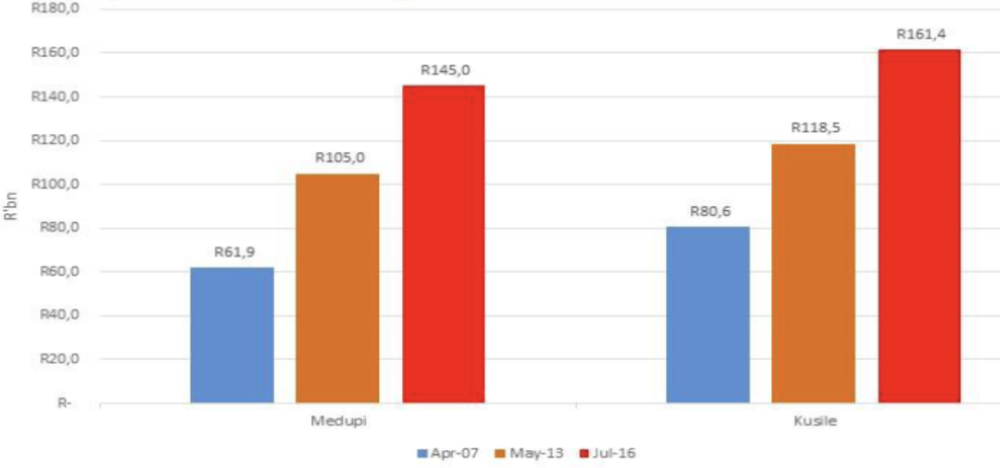 R180,0
R160,0
R140,0
R120,0
R100,0
R80,0
R60,0
R40,0
R20,0
R-
R'bn
R61,9
R105,0
R145,0
R80,6
R118,5
R161,4
Medupi
Kusile
Apr-07 May-13 Jul-16